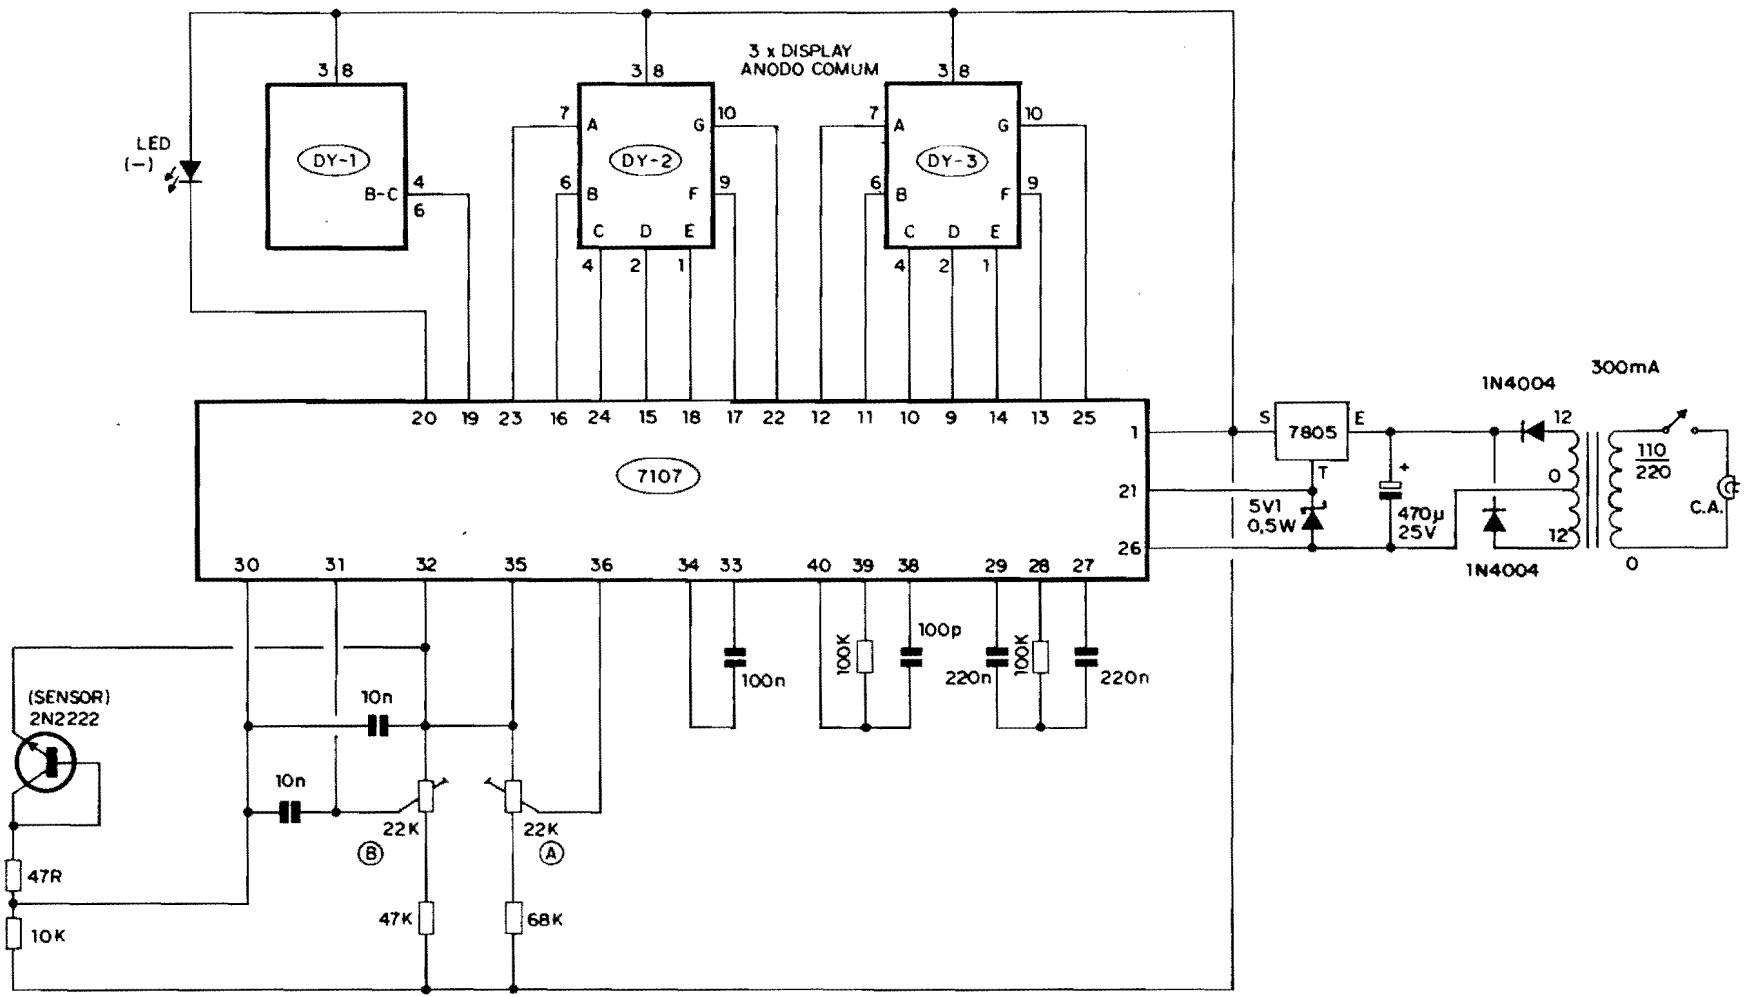 3 x DISPLAY
ANODO COMUM
3 8
3 8
3 8
LED
(-)
DY-1
B-C
4
6
7
A
G
10
DY-2
6
B
F
9
C D E
4 2 1
7
A
G
10
DY-3
6
B
F
9
C D E
4 2 1
20 19 23 16 24 15 18 17 22 12 11 10 9 14 13 25
7107
1
21
26
30 31 32 35 36 34 33 40 39 38 29 28 27
S
7805
E
T
5V1
0,5W
+
470µ
25V
1N4004
1N4004
300mA
12
0
12
110
220
0
C.A.
(SENSOR)
2N2222
10n
10n
22K
B
22K
A
47R
10K
47K
68K
100n
100K
100p
220n
100K
220n